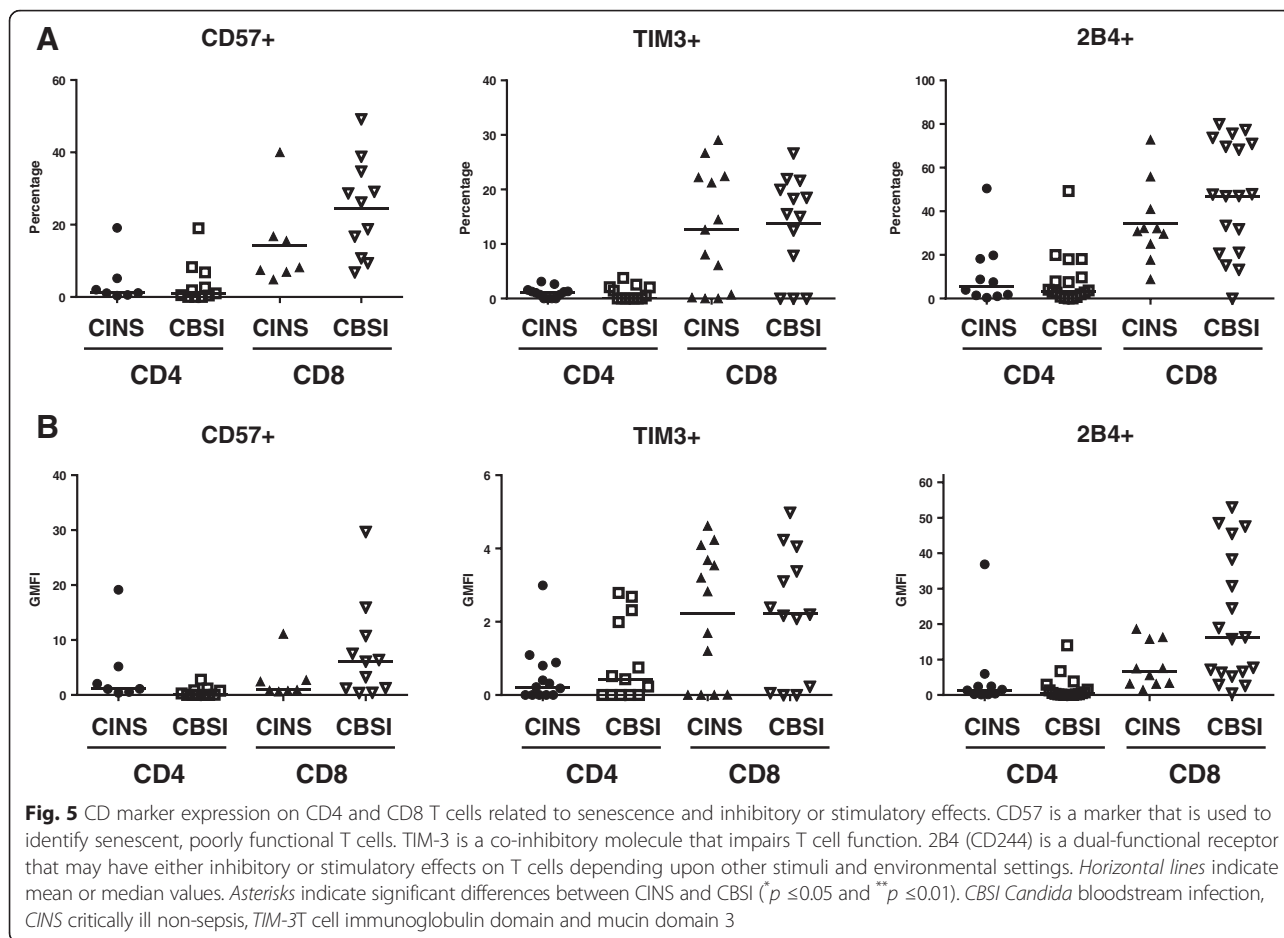 A
CD57+
TIM3+
2B4+
Percentage
60
40
20
0
CINS CBSI CINS CBSI
CD4 CD8
Percentage
40
30
20
10
0
CINS CBSI CINS CBSI
CD4 CD8
Percentage
100
80
60
40
20
0
CINS CBSI CINS CBSI
CD4 CD8
B
CD57+
TIM3+
2B4+
GMFI
40
30
20
10
0
CINS CBSI CINS CBSI
CD4 CD8
GMFI
6
4
2
0
CINS CBSI CINS CBSI
CD4 CD8
GMFI
60
50
40
30
20
10
0
CINS CBSI CINS CBSI
CD4 CD8
Fig. 5 CD marker expression on CD4 and CD8 T cells related to senescence and inhibitory or stimulatory effects. CD57 is a marker that is used to
identify senescent, poorly functional T cells. TIM-3 is a co-inhibitory molecule that impairs T cell function. 2B4 (CD244) is a dual-functional receptor
that may have either inhibitory or stimulatory effects on T cells depending upon other stimuli and environmental settings. Horizontal lines indicate
mean or median values. Asterisks indicate significant differences between CINS and CBSI (*p ≤0.05 and **p ≤0.01). CBSI Candida bloodstream infection,
CINS critically ill non-sepsis, TIM-3T cell immunoglobulin domain and mucin domain 3